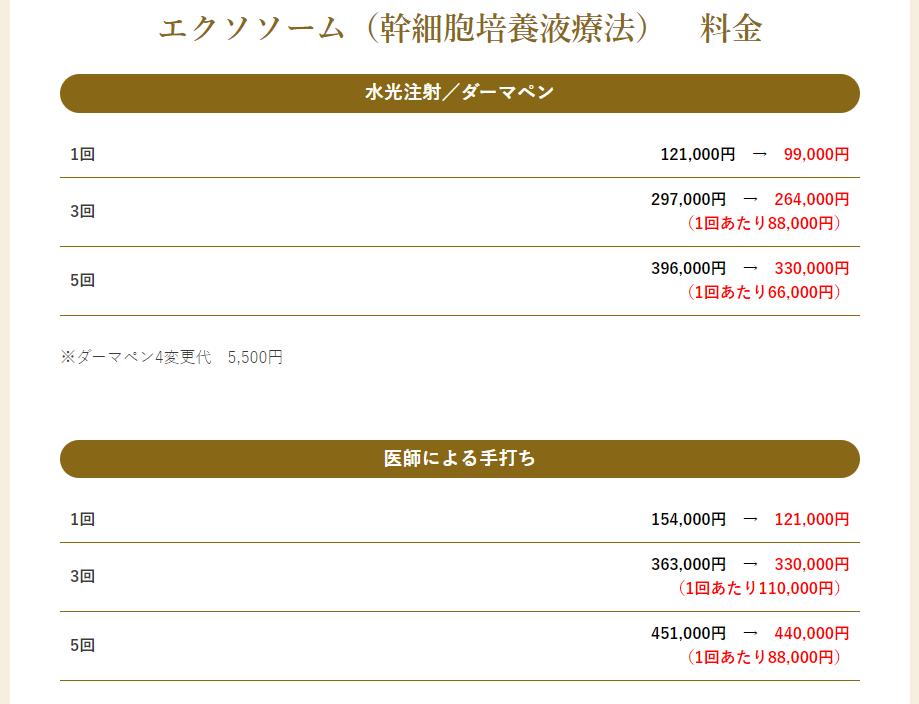 エクソソーム（幹細胞培養液療法）　料金
水光注射／ダーマペン
1回　121,000円　→　99,000円
3回　297,000円　→　264,000円
（1回あたり88,000円）
5回　396,000円　→　330,000円
（1回あたり66,000円）
※ダーマペン4変更代　5,500円
医師による手打ち
1回　154,000円　→　121,000円
3回　363,000円　→　330,000円
（1回あたり110,000円）
5回　451,000円　→　440,000円
（1回あたり88,000円）